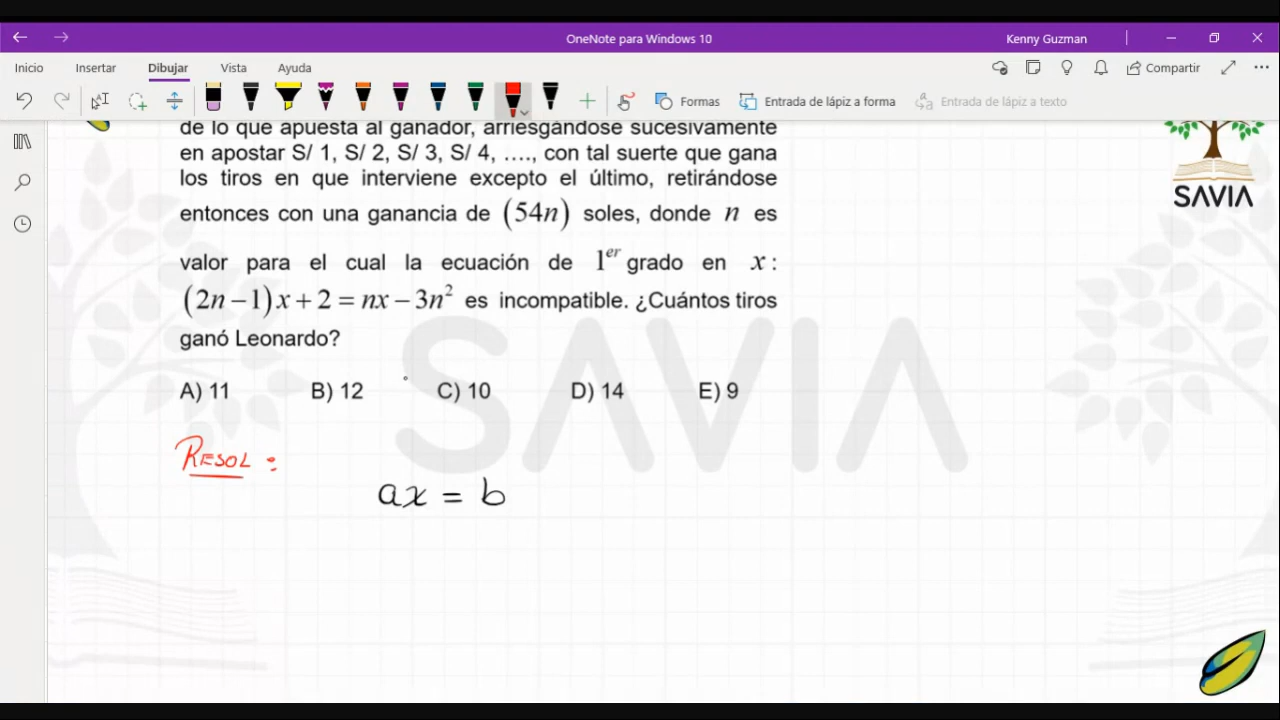 OneNote para Windows 10
Kenny Guzman
Inicio Insertar Dibujar Vista Ayuda
Compartir
Formas
Entrada de lápiz a forma
Entrada de lápiz a texto
de lo que apuesta al ganador, arriesgándose sucesivamente
en apostar S/ 1, S/ 2, S/ 3, S/ 4, ...., con tal suerte que gana
los tiros en que interviene excepto el último, retirándose
entonces con una ganancia de (54n) soles, donde n es
valor para el cual la ecuación de 1^{er} grado en x:
(2n−1)x+2=nx−3n² es incompatible. ¿Cuántos tiros
ganó Leonardo?
A) 11 B) 12 C) 10 D) 14 E) 9
RESOL :
ax = b
SAVIA
SAVIA